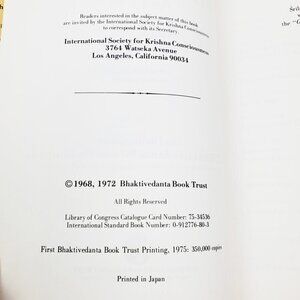 Readers interested in the subject matter of this book
are invited by the International Society for Krishna Consciousness
to correspond with its Secretary.
International Society for Krishna Consciousness
3764 Watseka Avenue
Los Angeles, California 90034
©1968, 1972 Bhaktivedanta Book Trust
All Rights Reserved
Library of Congress Catalogue Card Number: 75-34536
International Standard Book Number: 0-912776-80-3
First Bhaktivedanta Book Trust Printing, 1975: 350,000 copies
Printed in Japan
the